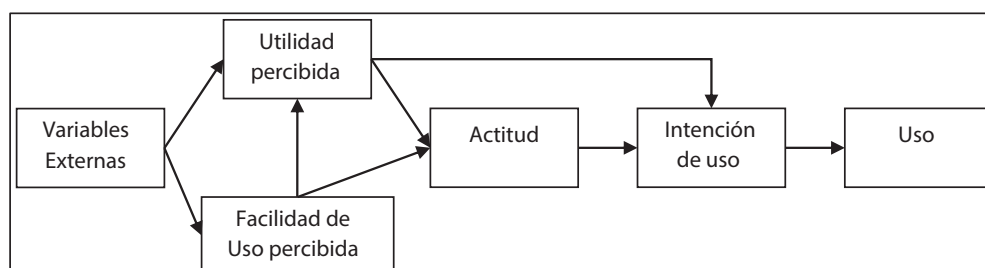 Utilidad
percibida
Variables
Externas
Actitud
Intención
de uso
Uso
Facilidad de
Uso percibida